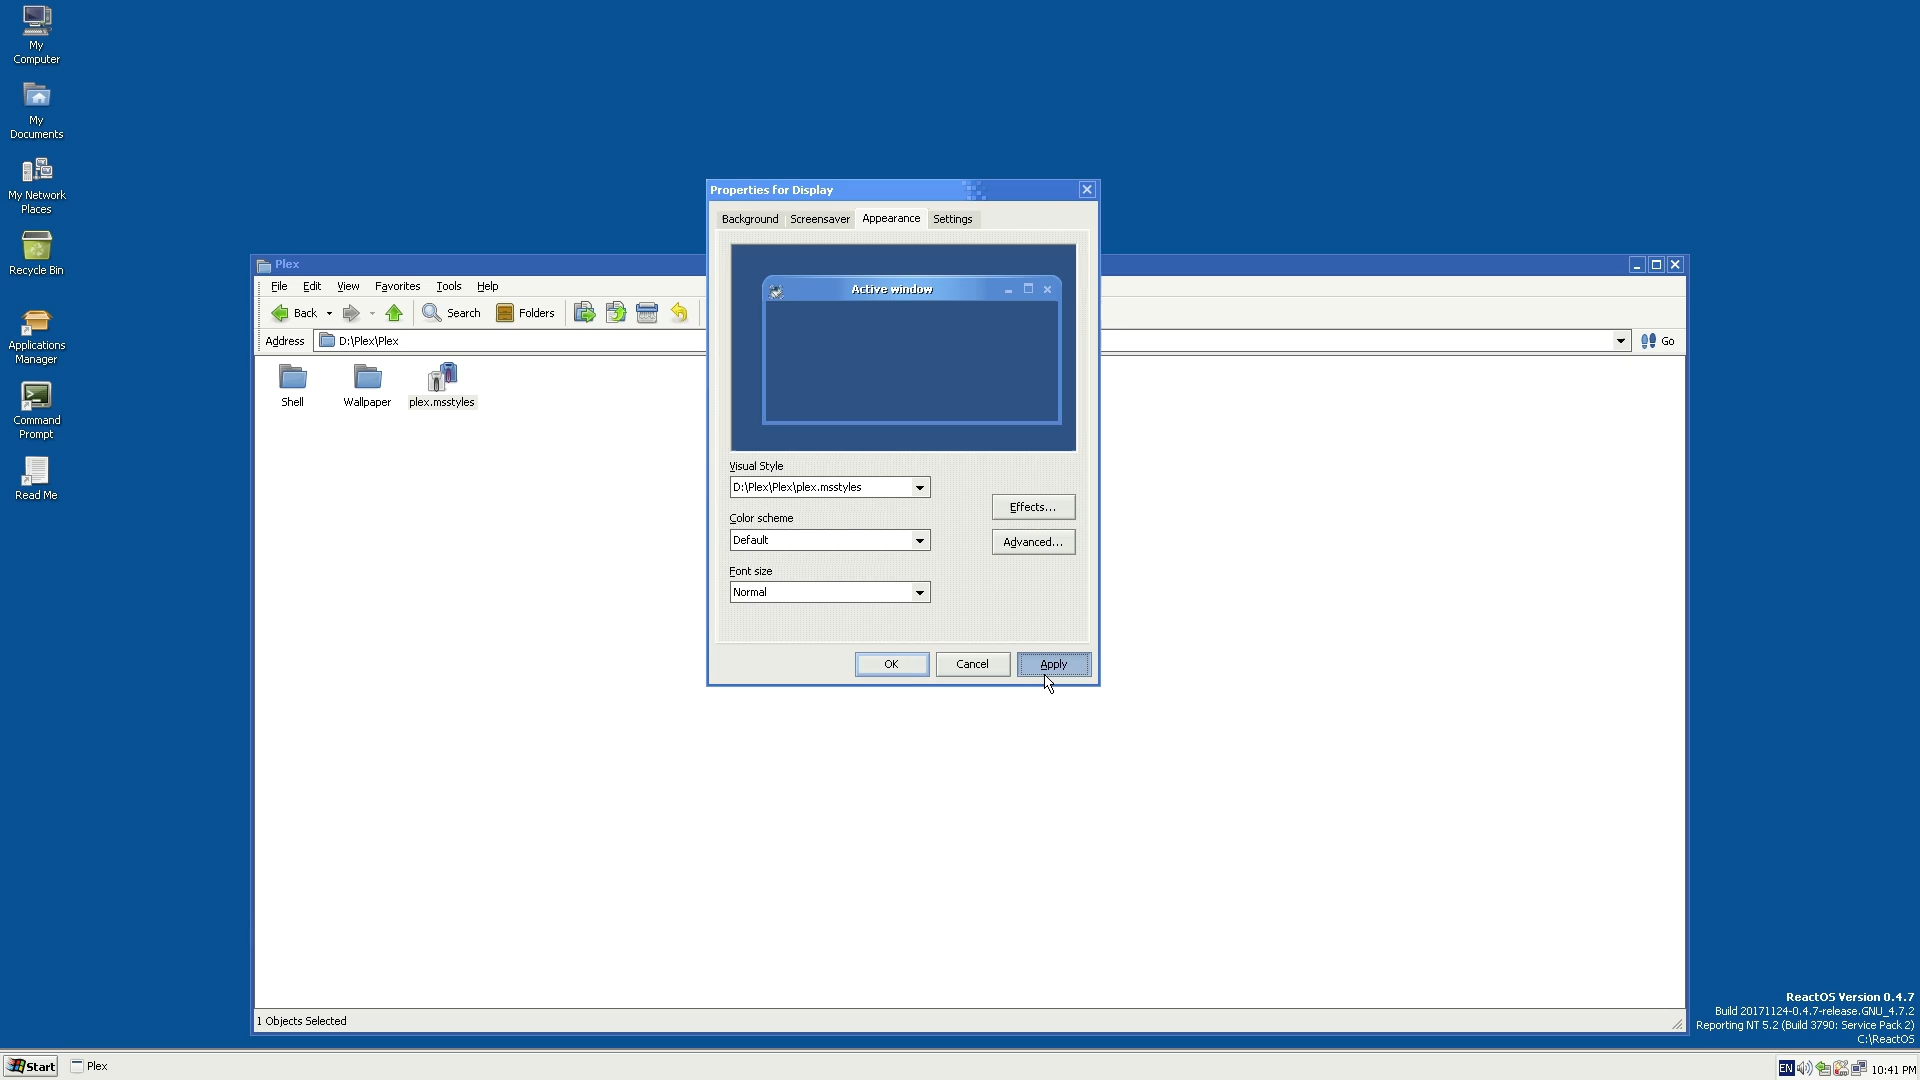 My
Computer
My
Documents
My Network
Places
Recycle Bin
Applications
Manager
Command
Prompt
Read Me
Plex
File Edit View Favorites Tools Help
Back Search Folders
Address D:\Plex\Plex Go
Shell Wallpaper plex.msstyles
1 Objects Selected
Properties for Display
Background Screensaver Appearance Settings
Active window
Visual Style
D:\Plex\Plex\plex.msstyles
Effects...
Color scheme
Default
Advanced...
Font size
Normal
OK Cancel Apply
ReactOS Version 0.4.7
Build 20171124-0.4.7-release.GNU_4.7.2
Reporting NT 5.2 (Build 3790: Service Pack 2)
C:\ReactOS
Start Plex EN 10:41 PM